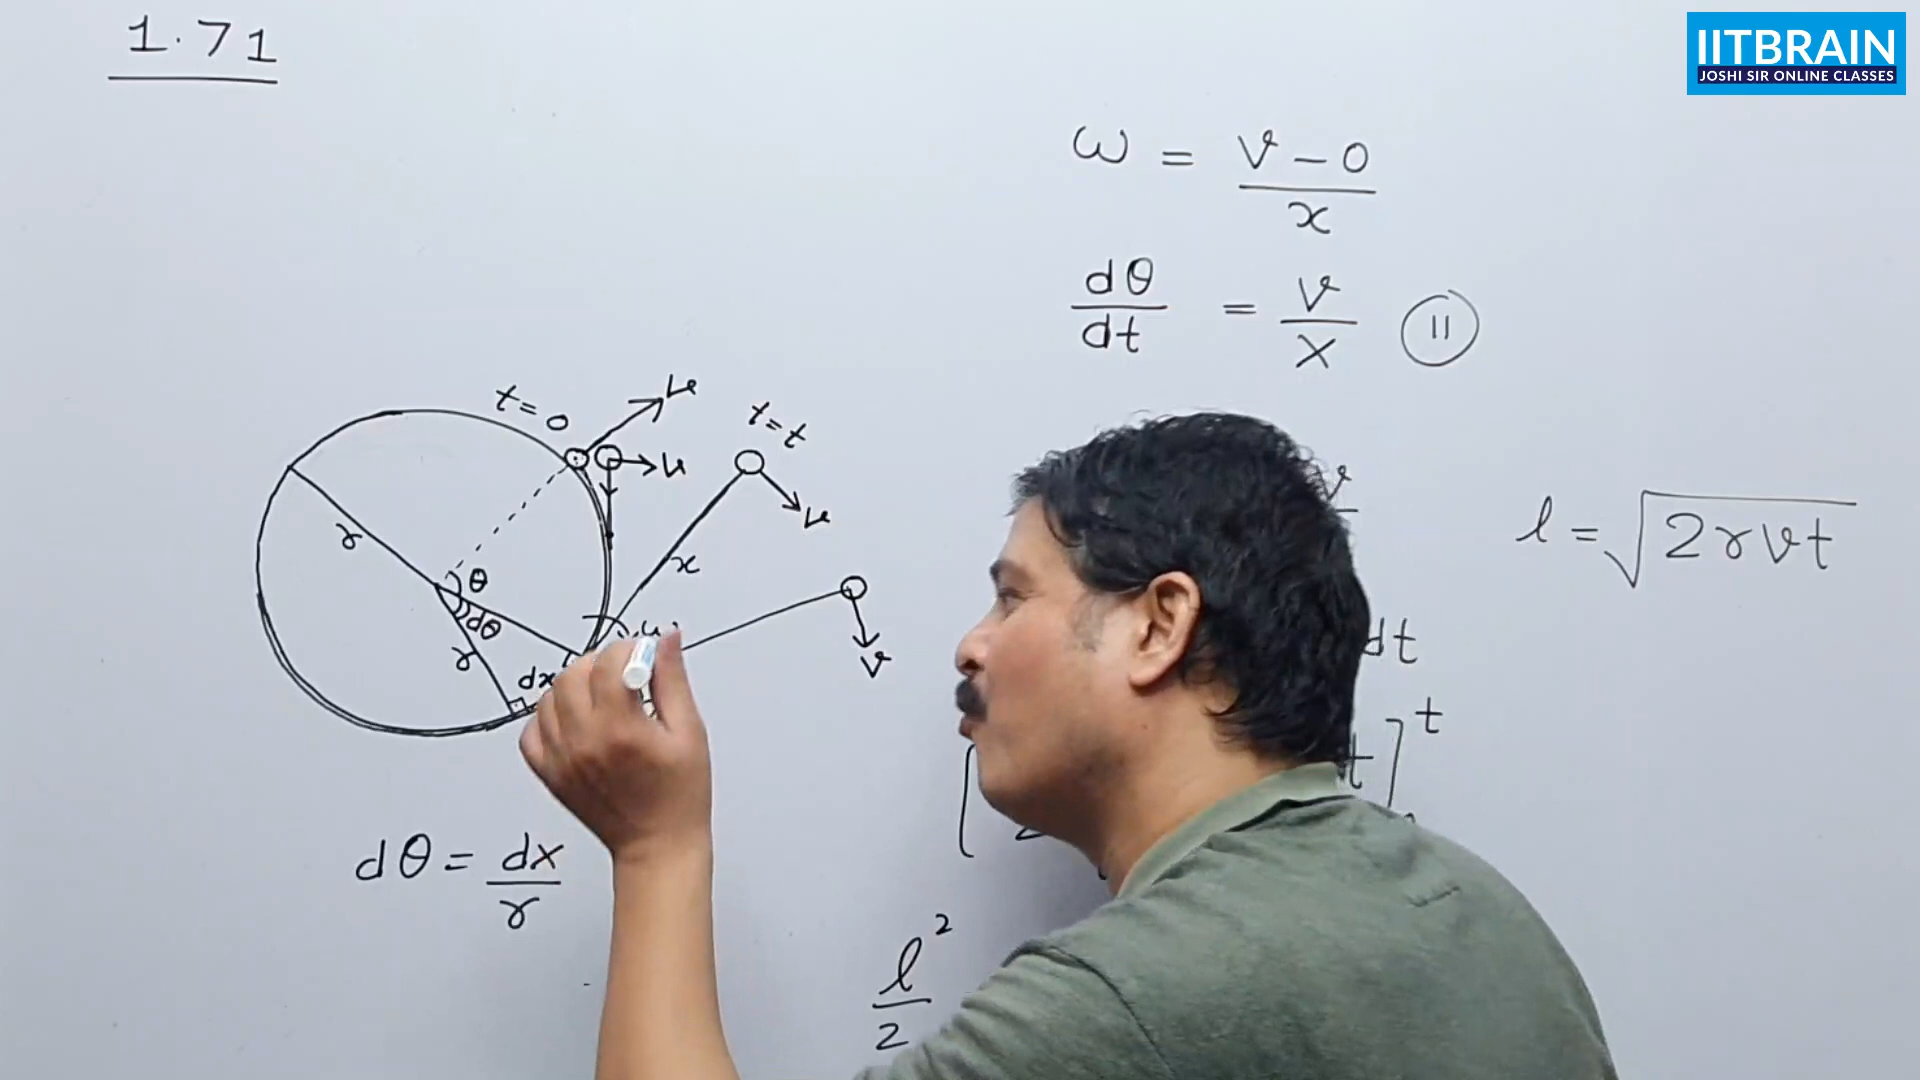 1.71
IITBRAIN
JOSHI SIR ONLINE CLASSES
ω = v − 0 / x
dθ/dt = v/x (II)
t = 0
v
v
t = t
v
x
r
θ
dθ
r
dx
v
l = √2rvt
dt
t
dθ = dx/r
l²/2